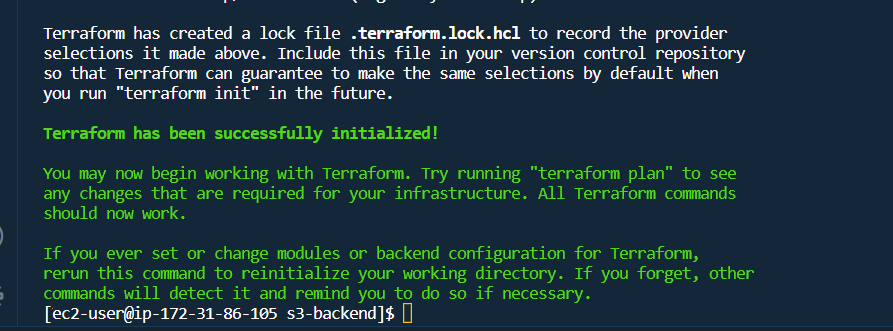 Terraform has created a lock file .terraform.lock.hcl to record the provider
selections it made above. Include this file in your version control repository
so that Terraform can guarantee to make the same selections by default when
you run "terraform init" in the future.
Terraform has been successfully initialized!
You may now begin working with Terraform. Try running "terraform plan" to see
any changes that are required for your infrastructure. All Terraform commands
should now work.
If you ever set or change modules or backend configuration for Terraform,
rerun this command to reinitialize your working directory. If you forget, other
commands will detect it and remind you to do so if necessary.
[ec2-user@ip-172-31-86-105 s3-backend]$